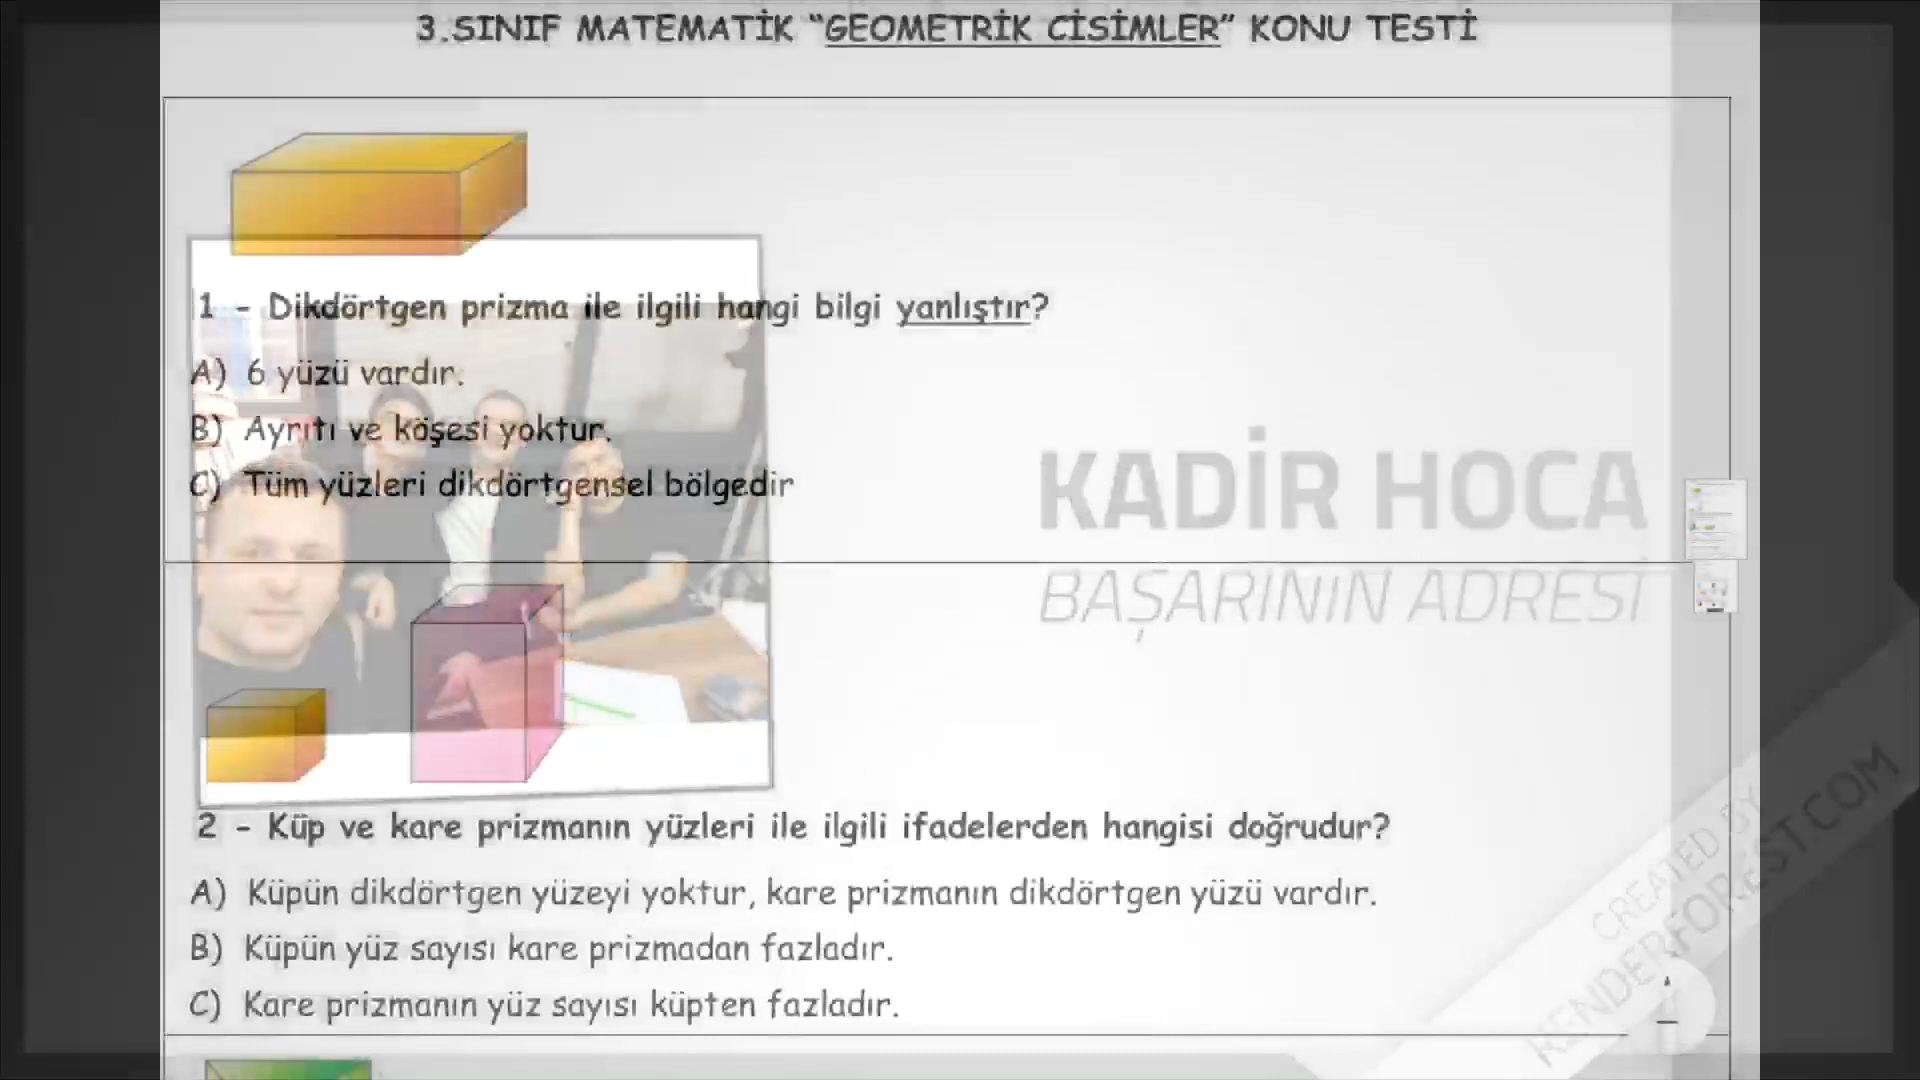 3.SINIF MATEMATİK “GEOMETRİK CİSİMLER” KONU TESTİ
1 - Dikdörtgen prizma ile ilgili hangi bilgi yanlıştır?
A) 6 yüzü vardır.
B) Ayrıtı ve köşesi yoktur.
C) Tüm yüzleri dikdörtgensel bölgedir
KADİR HOCA
BAŞARININ ADRESİ
2 - Küp ve kare prizmanın yüzleri ile ilgili ifadelerden hangisi doğrudur?
A) Küpün dikdörtgen yüzeyi yoktur, kare prizmanın dikdörtgen yüzü vardır.
B) Küpün yüz sayısı kare prizmadan fazladır.
C) Kare prizmanın yüz sayısı küpten fazladır.
CREATED BY
RENDERFOREST.COM